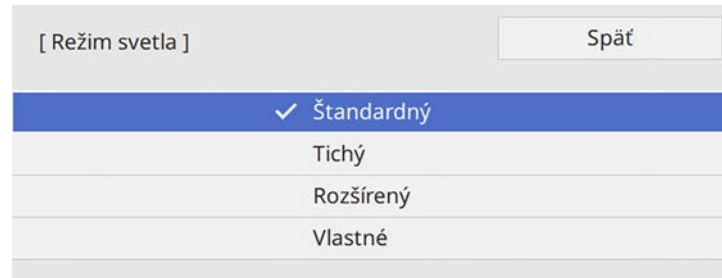 [ Režim svetla ]
Späť
Štandardný
Tichý
Rozšírený
Vlastné